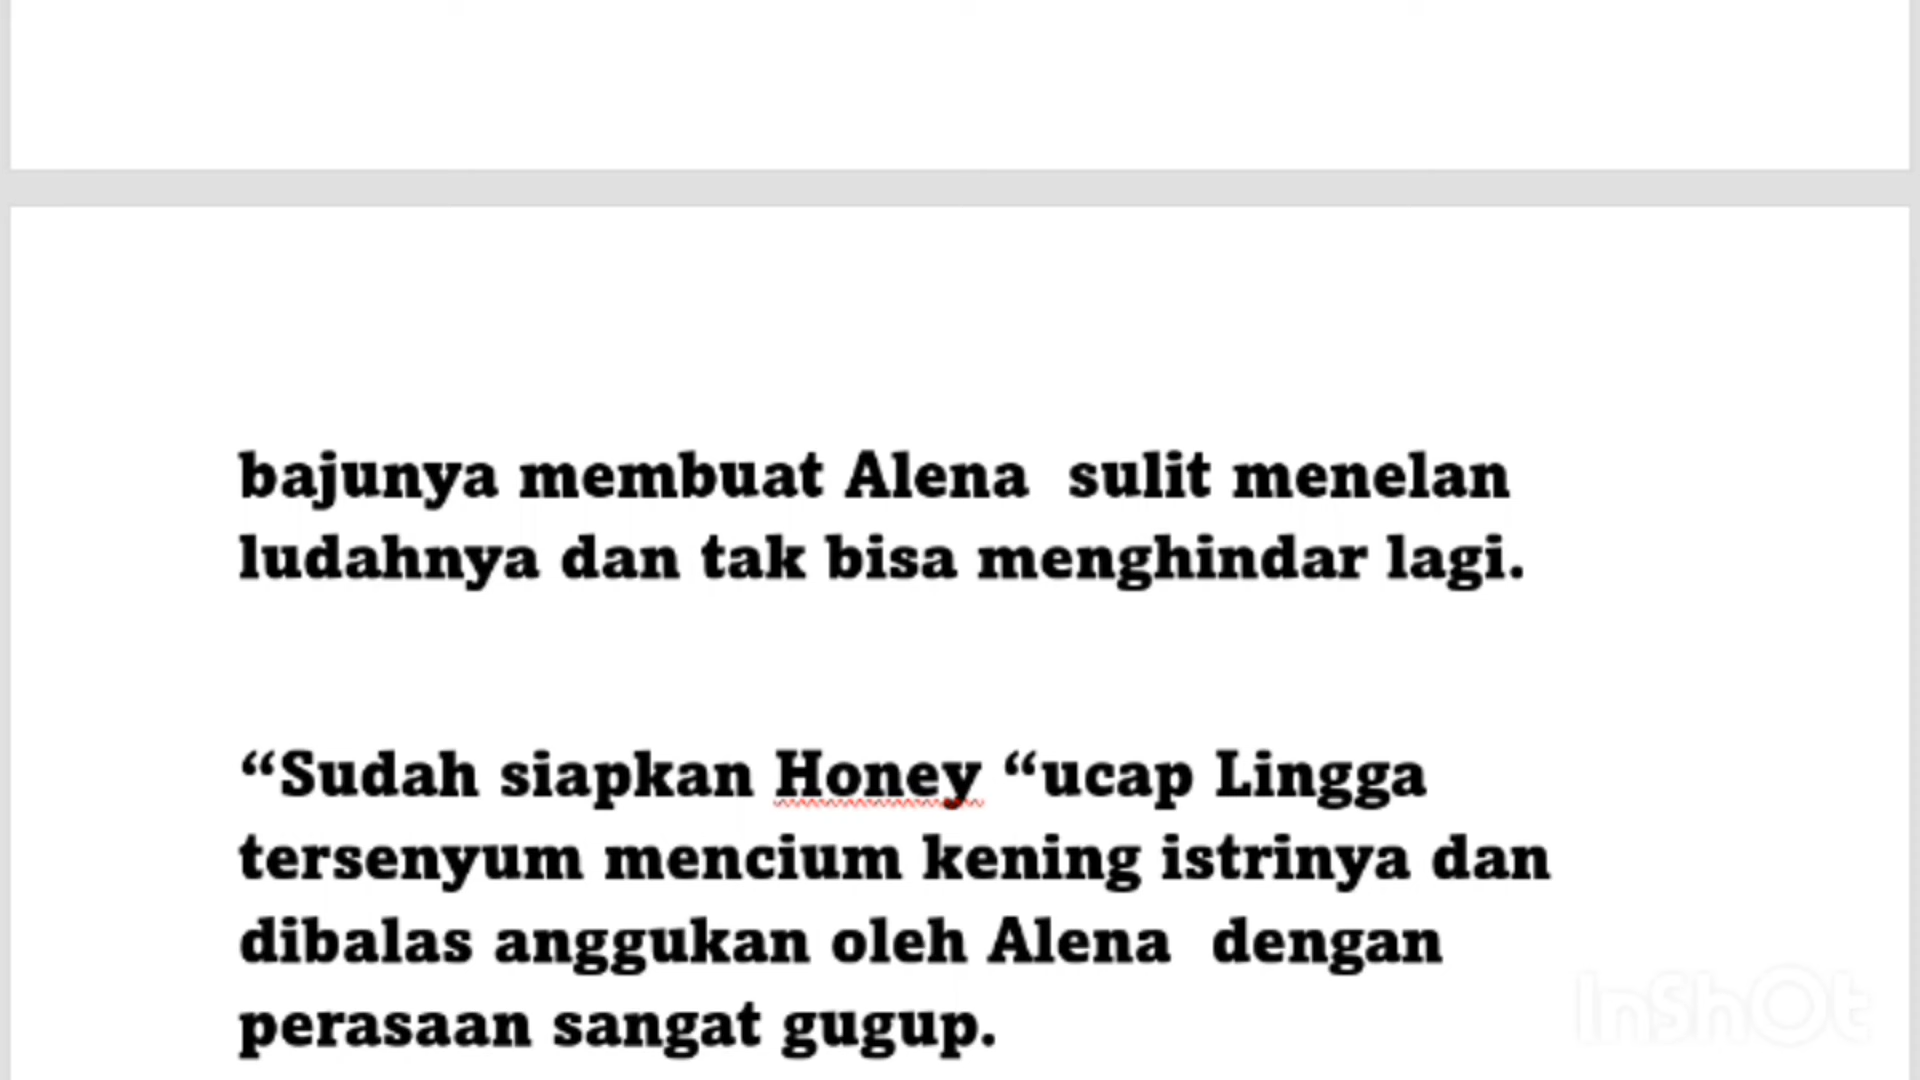 bajunya membuat Alena  sulit menelan
ludahnya dan tak bisa menghindar lagi.
“Sudah siapkan Honey “ucap Lingga
tersenyum mencium kening istrinya dan
dibalas anggukan oleh Alena  dengan
perasaan sangat gugup.
InShOt